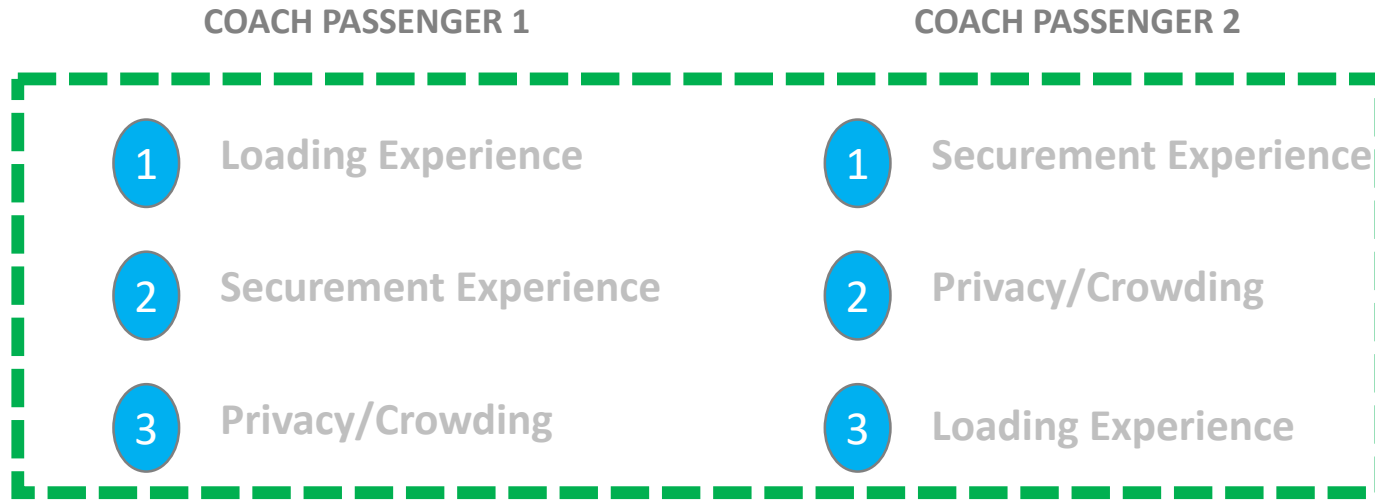 COACH PASSENGER 1
COACH PASSENGER 2
1 Loading Experience
1 Securement Experience
2 Securement Experience
2 Privacy/Crowding
3 Privacy/Crowding
3 Loading Experience